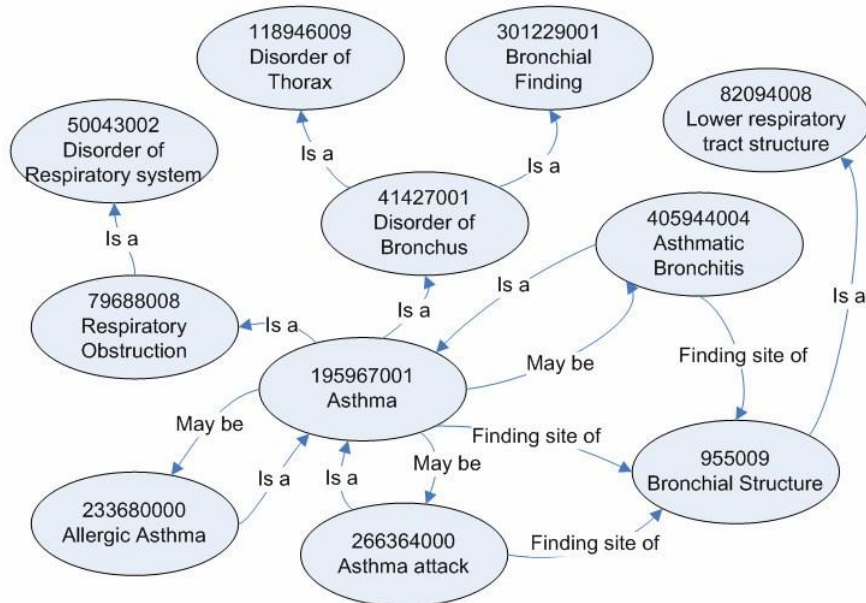 118946009
Disorder of
Thorax
301229001
Bronchial
Finding
82094008
Lower respiratory
tract structure
50043002
Disorder of
Respiratory system
Is a
Is a
41427001
Disorder of
Bronchus
405944004
Asthmatic
Bronchitis
Is a
79688008
Respiratory
Obstruction
Is a
Is a
Is a
Is a
195967001
Asthma
May be
Finding site of
May be
Finding site of
955009
Bronchial Structure
Is a
Is a
May be
233680000
Allergic Asthma
266364000
Asthma attack
Finding site of